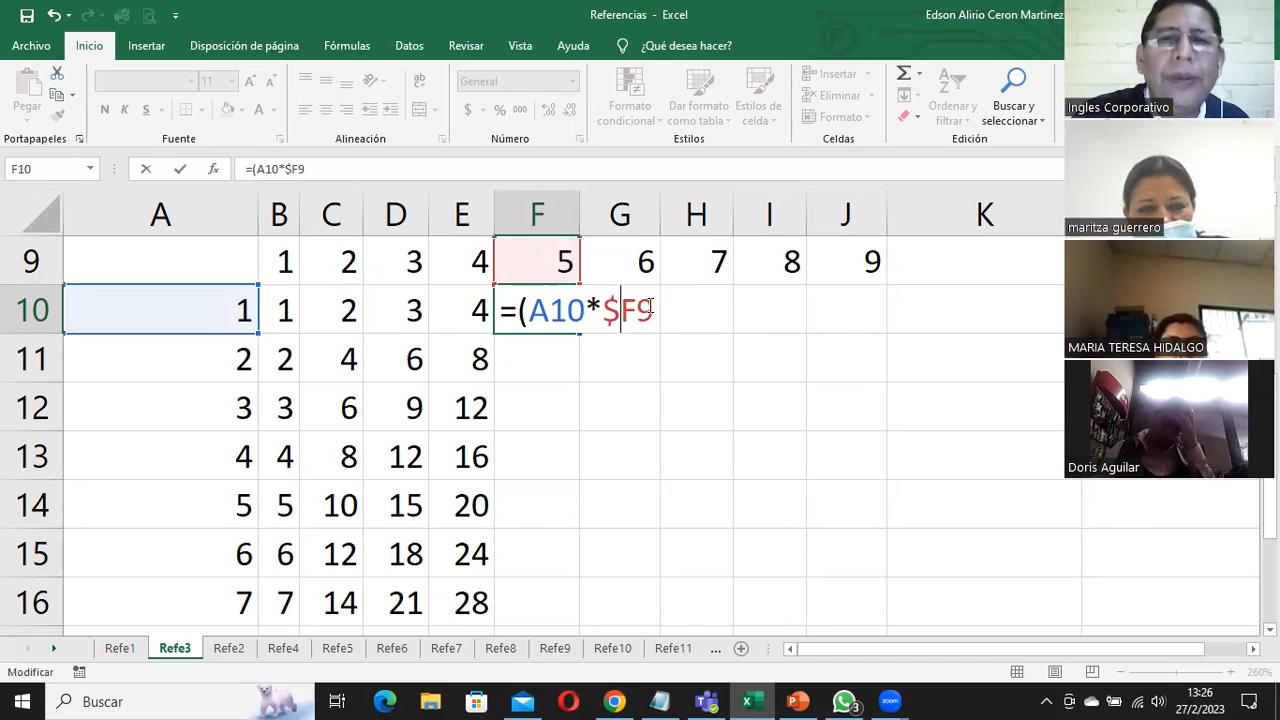 Referencias - Excel
Edson Alirio Ceron Martinez
Archivo Inicio Insertar Disposición de página Fórmulas Datos Revisar Vista Ayuda ¿Qué desea hacer?
Pegar
11
N K S
General
$ % 000
Formato condicional
Dar formato como tabla
Estilos de celda
Insertar
Eliminar
Formato
Ordenar y filtrar
Buscar y seleccionar
Portapapeles Fuente Alineación Número Estilos Celdas Edición
F10 =(A10*$F9
A B C D E F G H I J K
9 1 2 3 4 5 6 7 8 9
10 1 1 2 3 4 =(A10*$F9
11 2 2 4 6 8
12 3 3 6 9 12
13 4 4 8 12 16
14 5 5 10 15 20
15 6 6 12 18 24
16 7 7 14 21 28
Refe1 Refe3 Refe2 Refe4 Refe5 Refe6 Refe7 Refe8 Refe9 Refe10 Refe11 ...
Modificar 260%
Buscar
3
zoom
13:26
27/2/2023
Ingles Corporativo
maritza guerrero
MARIA TERESA HIDALGO
Doris Aguilar